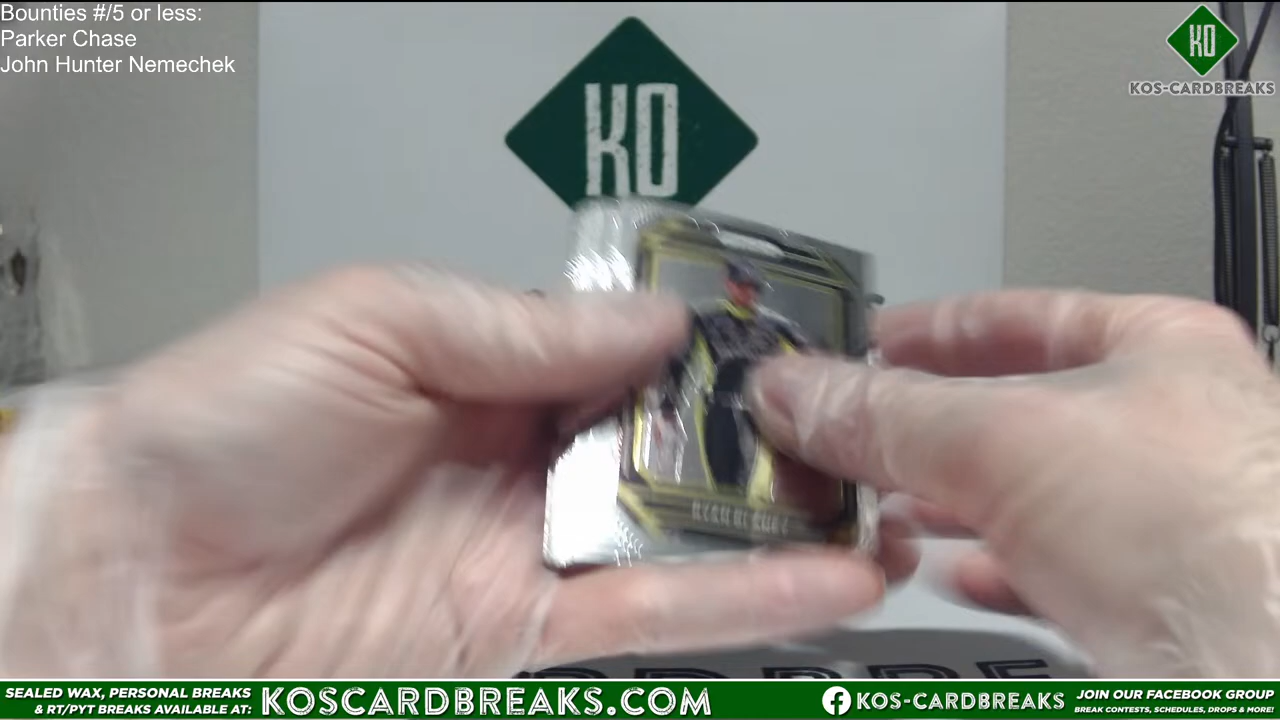 Bounties #/5 or less:
Parker Chase
John Hunter Nemechek
KO
KOS-CARDBREAKS
KO
SEALED WAX, PERSONAL BREAKS
& RT/PYT BREAKS AVAILABLE AT:
KOSCARDBREAKS.COM
KOS-CARDBREAKS
JOIN OUR FACEBOOK GROUP
BREAK CONTESTS, SCHEDULES, DROPS & MORE!